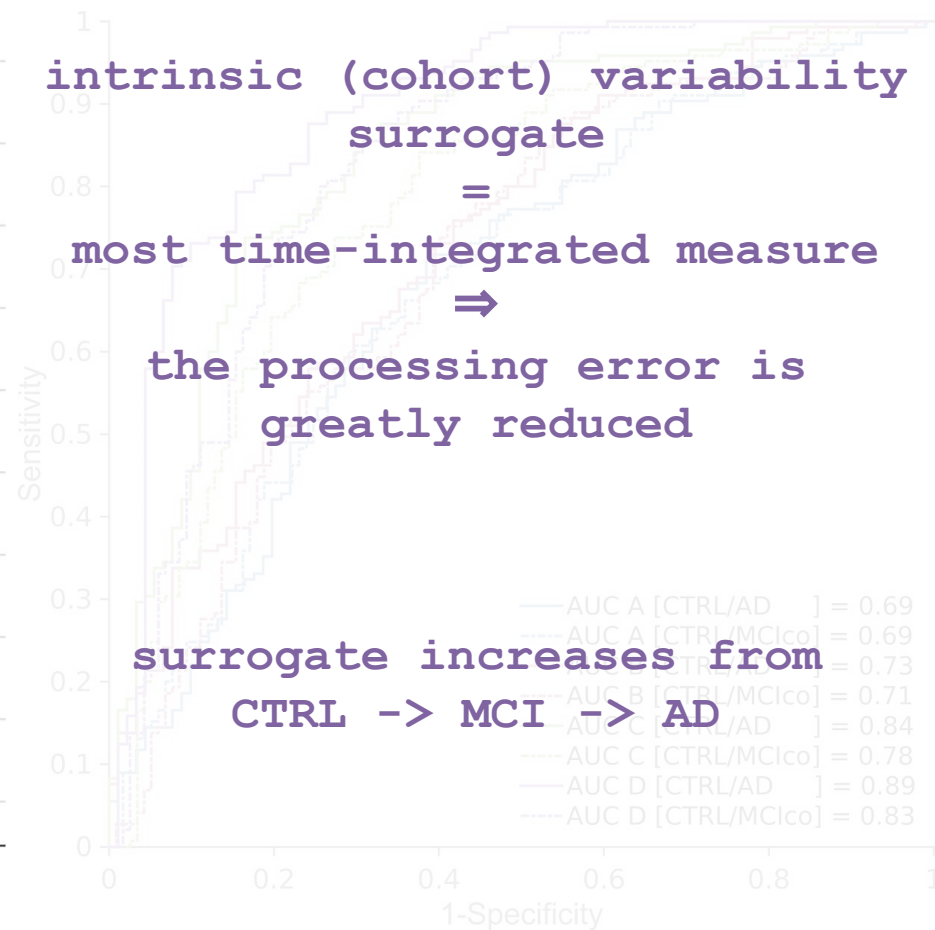 intrinsic (cohort) variability
surrogate
=
most time-integrated measure
⇒
the processing error is
greatly reduced
surrogate increases from
CTRL -> MCI -> AD
1
0.9
0.8
0.7
0.6
0.5
0.4
0.3
0.2
0.1
0
Sensitivity
AUC A [CTRL/AD ] = 0.69
AUC A [CTRL/MCIco] = 0.69
AUC B [CTRL/AD ] = 0.73
AUC B [CTRL/MCIco] = 0.71
AUC C [CTRL/AD ] = 0.84
AUC C [CTRL/MCIco] = 0.78
AUC D [CTRL/AD ] = 0.89
AUC D [CTRL/MCIco] = 0.83
0 0.2 0.4 0.6 0.8 1
1-Specificity